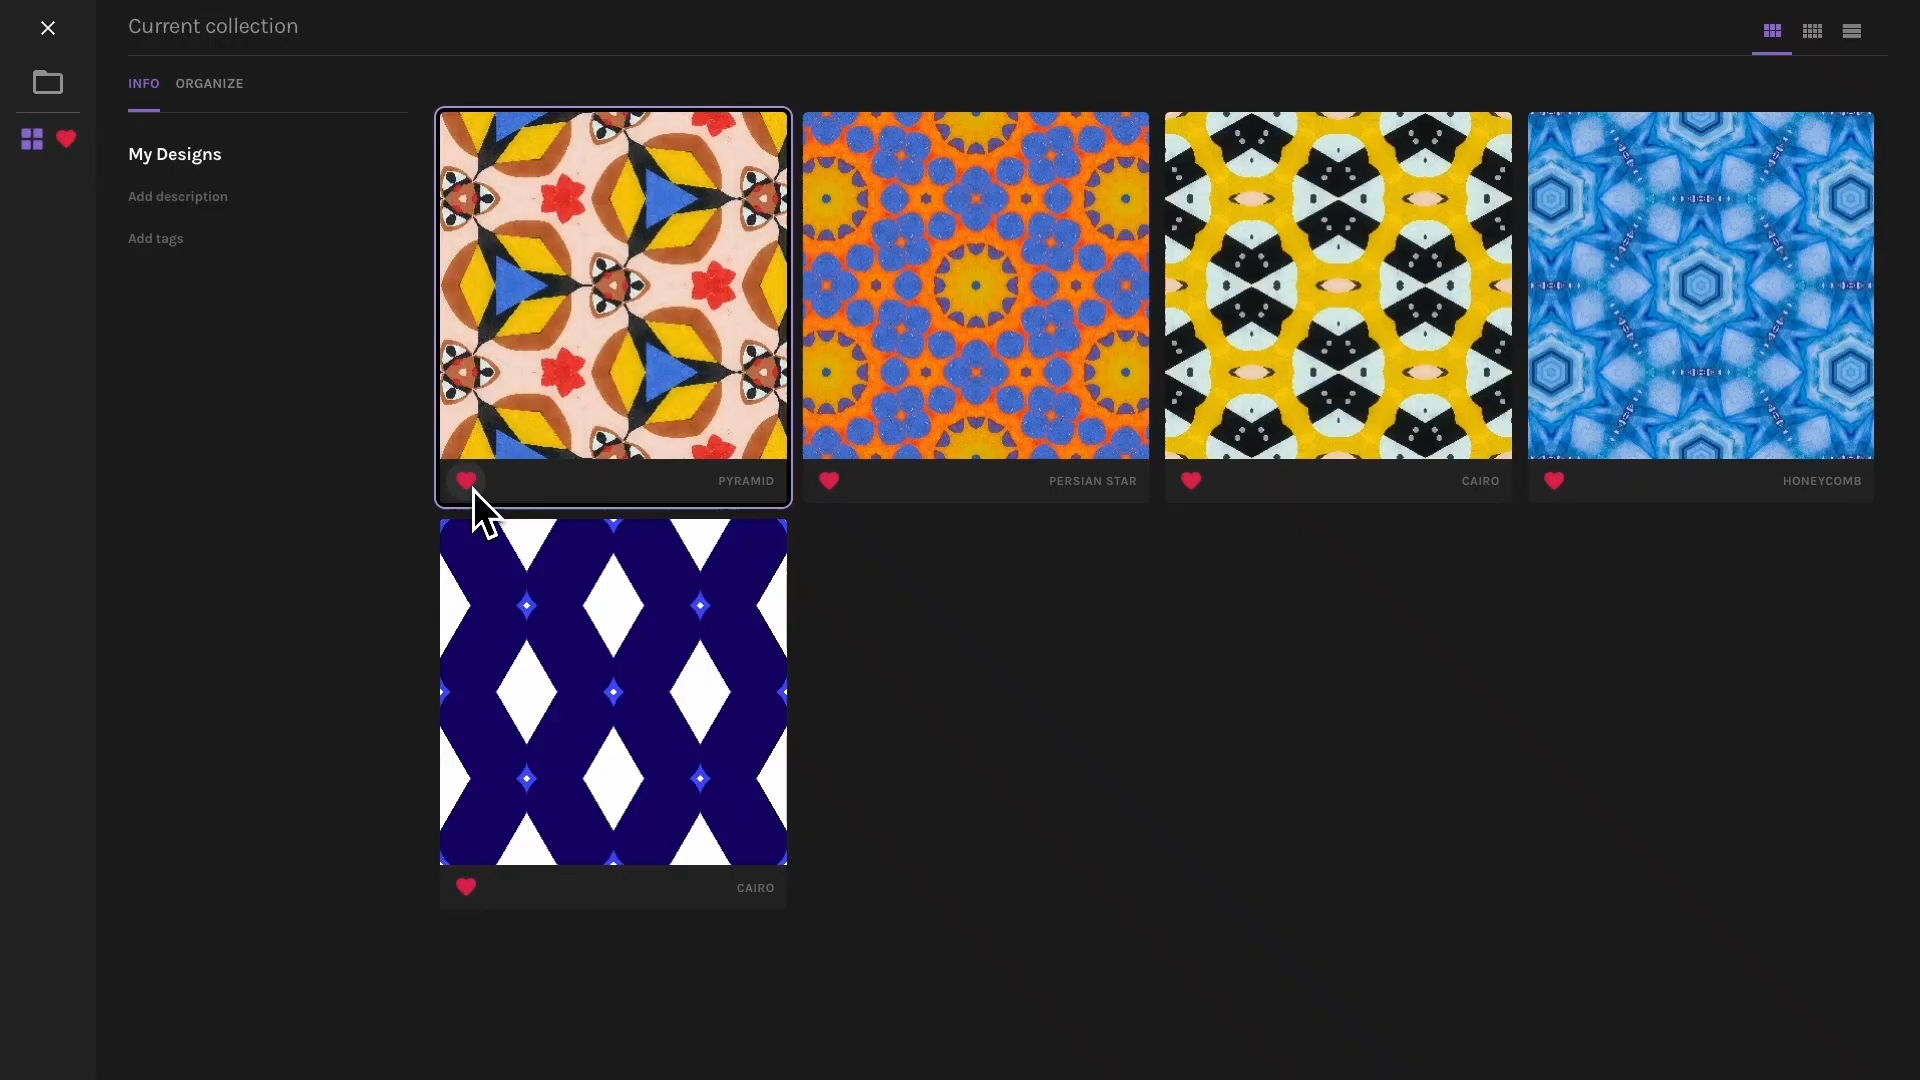 Current collection
INFO ORGANIZE
My Designs
Add description
Add tags
PYRAMID
PERSIAN STAR
CAIRO
HONEYCOMB
CAIRO